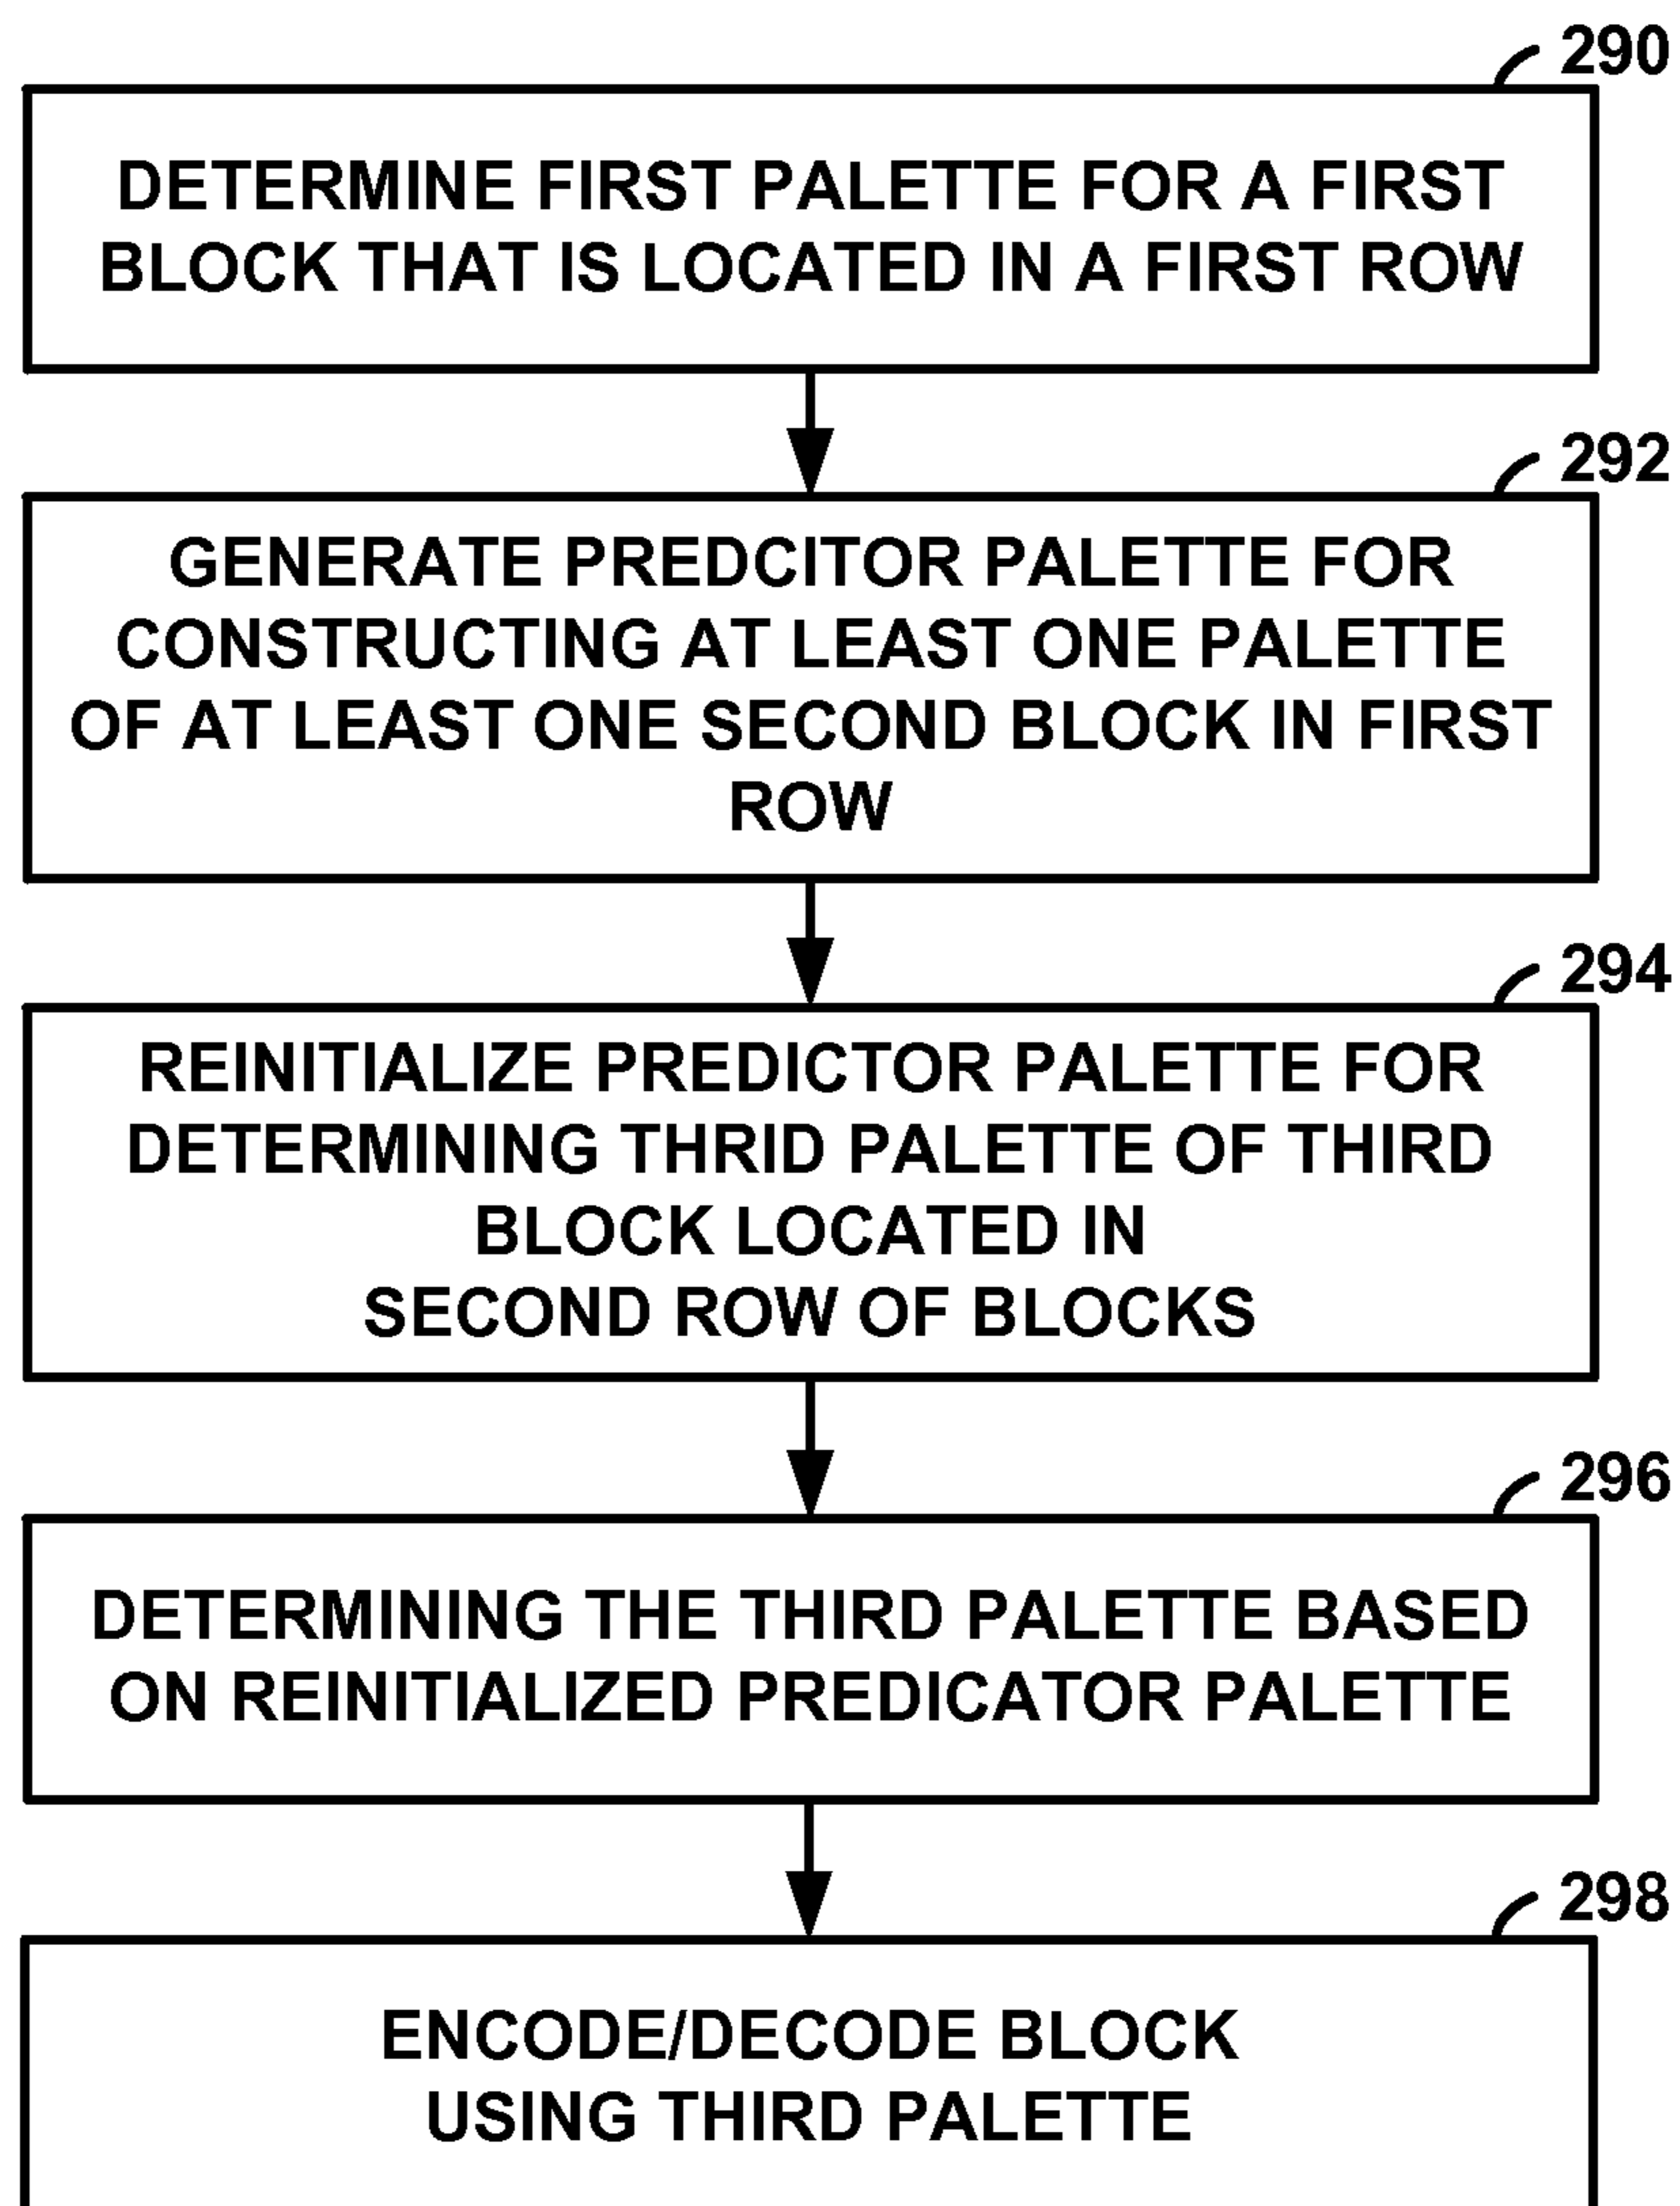 290
DETERMINE FIRST PALETTE FOR A FIRST
BLOCK THAT IS LOCATED IN A FIRST ROW
292
GENERATE PREDCITOR PALETTE FOR
CONSTRUCTING AT LEAST ONE PALETTE
OF AT LEAST ONE SECOND BLOCK IN FIRST
ROW
294
REINITIALIZE PREDICTOR PALETTE FOR
DETERMINING THRID PALETTE OF THIRD
BLOCK LOCATED IN
SECOND ROW OF BLOCKS
296
DETERMINING THE THIRD PALETTE BASED
ON REINITIALIZED PREDICATOR PALETTE
298
ENCODE/DECODE BLOCK
USING THIRD PALETTE